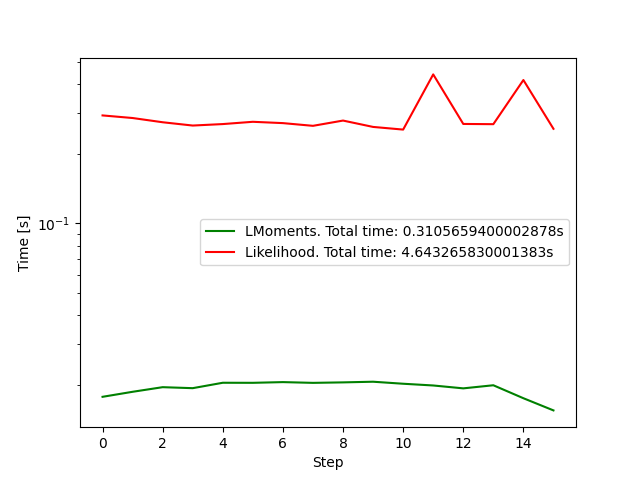 Time [s]
10⁻¹
LMoments. Total time: 0.3105659400002878s
Likelihood. Total time: 4.643265830001383s
0 2 4 6 8 10 12 14
Step